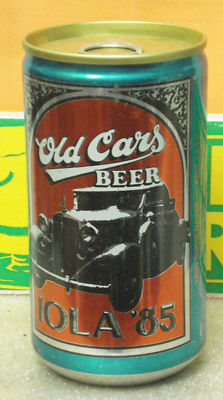 Old Cars
BEER
IOLA '85